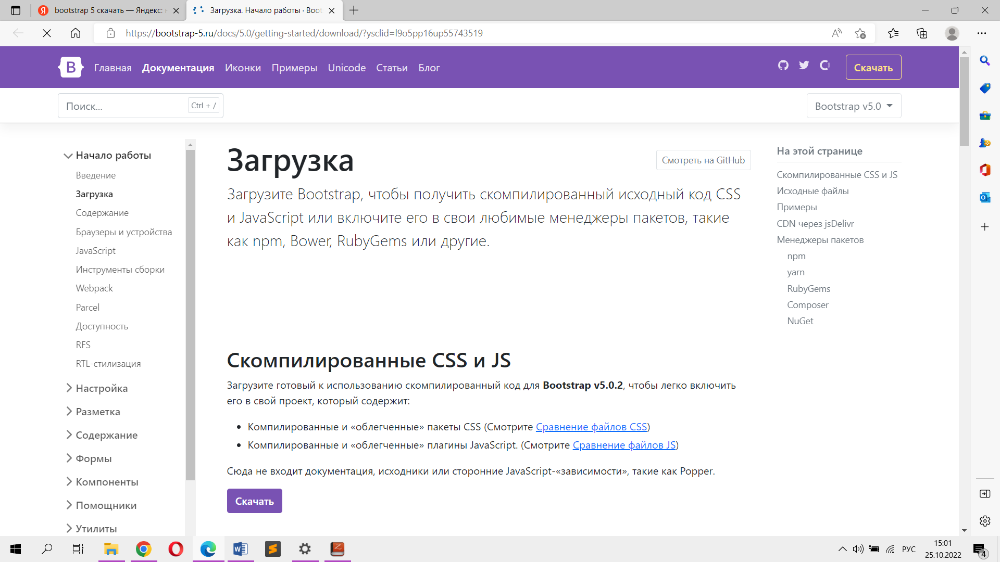 bootstrap 5 скачать — Яндекс:
Загрузка. Начало работы · Boot
https://bootstrap-5.ru/docs/5.0/getting-started/download/?ysclid=l9o5pp16up55743519
B Главная Документация Иконки Примеры Unicode Статьи Блог Скачать
Поиск... Ctrl + / Bootstrap v5.0
Начало работы
Введение
Загрузка
Содержание
Браузеры и устройства
JavaScript
Инструменты сборки
Webpack
Parcel
Доступность
RFS
RTL-стилизация
Настройка
Разметка
Содержание
Формы
Компоненты
Помощники
Утилиты
Загрузка
Смотреть на GitHub
Загрузите Bootstrap, чтобы получить скомпилированный исходный код CSS
и JavaScript или включите его в свои любимые менеджеры пакетов, такие
как npm, Bower, RubyGems или другие.
Скомпилированные CSS и JS
Загрузите готовый к использованию скомпилированный код для Bootstrap v5.0.2, чтобы легко включить
его в свой проект, который содержит:
• Компилированные и «облегченные» пакеты CSS (Смотрите Сравнение файлов CSS)
• Компилированные и «облегченные» плагины JavaScript. (Смотрите Сравнение файлов JS)
Сюда не входит документация, исходники или сторонние JavaScript-«зависимости», такие как Popper.
Скачать
На этой странице
Скомпилированные CSS и JS
Исходные файлы
Примеры
CDN через jsDelivr
Менеджеры пакетов
npm
yarn
RubyGems
Composer
NuGet
РУС
15:01
25.10.2022
4